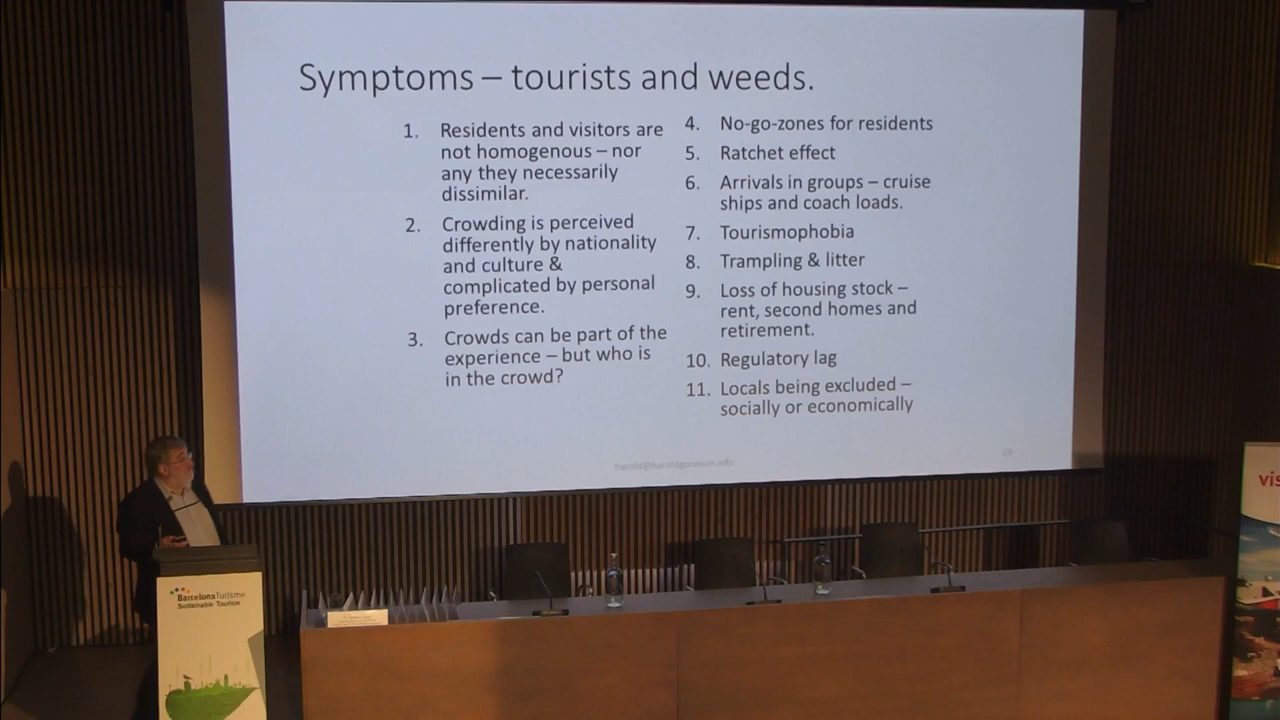 Symptoms – tourists and weeds.
1. Residents and visitors are
not homogenous – nor
any they necessarily
dissimilar.
2. Crowding is perceived
differently by nationality
and culture &
complicated by personal
preference.
3. Crowds can be part of the
experience – but who is
in the crowd?
4. No-go-zones for residents
5. Ratchet effect
6. Arrivals in groups – cruise
ships and coach loads.
7. Tourismophobia
8. Trampling & litter
9. Loss of housing stock –
rent, second homes and
retirement.
10. Regulatory lag
11. Locals being excluded –
socially or economically
harold@haroldgoodwin.info
BarcelonaTurisme
Sustainable Tourism
vis